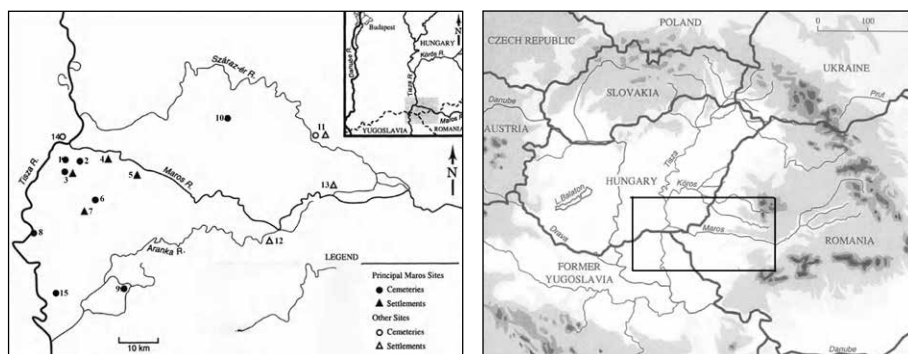 Budapest
N
HUNGARY
Körös R.
Danube R.
Tisza R.
Maros R.
YUGOSLAVIA
ROMANIA
Száraz-ér R.
10
11
14
1
2
4
3
5
Maros R.
13
Tisza R.
6
7
8
12
Aranka R.
9
15
N
10 km
LEGEND
Principal Maros Sites
Cemeteries
Settlements
Other Sites
Cemeteries
Settlements
POLAND
0 100
CZECH REPUBLIC
UKRAINE
SLOVAKIA
Danube
Prut
AUSTRIA
Tisza
HUNGARY
Körös
L. Balaton
Maros
Drava
ROMANIA
FORMER
YUGOSLAVIA
Danube